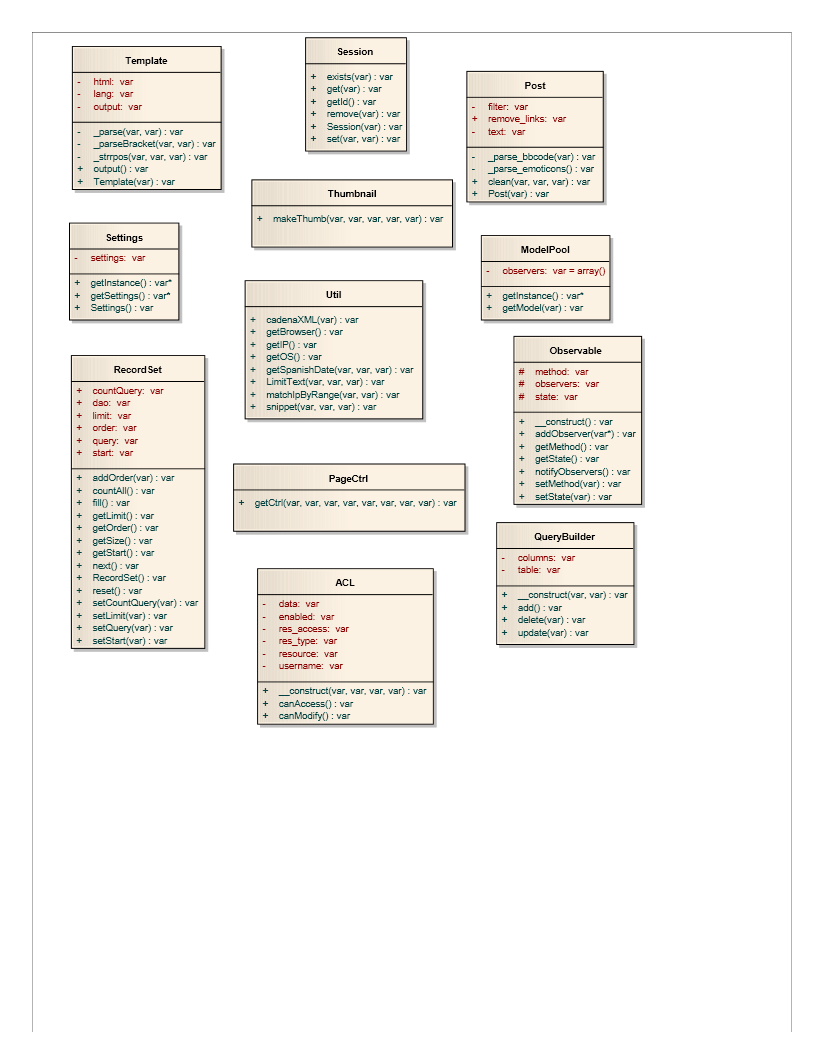 Template
- html: var
- lang: var
- output: var
- _parse(var, var) : var
- _parseBracket(var, var) : var
- _strrpos(var, var, var) : var
+ output() : var
+ Template(var) : var
Session
+ exists(var) : var
+ get(var) : var
+ getId() : var
+ remove(var) : var
+ Session(var) : var
+ set(var, var) : var
Post
- filter: var
+ remove_links: var
- text: var
- _parse_bbcode(var) : var
- _parse_emoticons() : var
+ clean(var, var, var) : var
+ Post(var) : var
Thumbnail
+ makeThumb(var, var, var, var, var) : var
Settings
- settings: var
+ getInstance() : var*
+ getSettings() : var*
+ Settings() : var
ModelPool
- observers: var = array()
+ getInstance() : var*
+ getModel(var) : var
Util
+ cadenaXML(var) : var
+ getBrowser() : var
+ getIP() : var
+ getOS() : var
+ getSpanishDate(var, var, var) : var
+ LimitText(var, var, var) : var
+ matchIpByRange(var, var) : var
+ snippet(var, var, var) : var
Observable
# method: var
# observers: var
# state: var
+ __construct() : var
+ addObserver(var*) : var
+ getMethod() : var
+ getState() : var
+ notifyObservers() : var
+ setMethod(var) : var
+ setState(var) : var
RecordSet
+ countQuery: var
+ dao: var
+ limit: var
+ order: var
+ query: var
+ start: var
+ addOrder(var) : var
+ countAll() : var
+ fill() : var
+ getLimit() : var
+ getOrder() : var
+ getSize() : var
+ getStart() : var
+ next() : var
+ RecordSet() : var
+ reset() : var
+ setCountQuery(var) : var
+ setLimit(var) : var
+ setQuery(var) : var
+ setStart(var) : var
PageCtrl
+ getCtrl(var, var, var, var, var, var, var, var) : var
QueryBuilder
- columns: var
- table: var
+ __construct(var, var) : var
+ add() : var
+ delete(var) : var
+ update(var) : var
ACL
- data: var
- enabled: var
- res_access: var
- res_type: var
- resource: var
- username: var
+ __construct(var, var, var, var) : var
+ canAccess() : var
+ canModify() : var